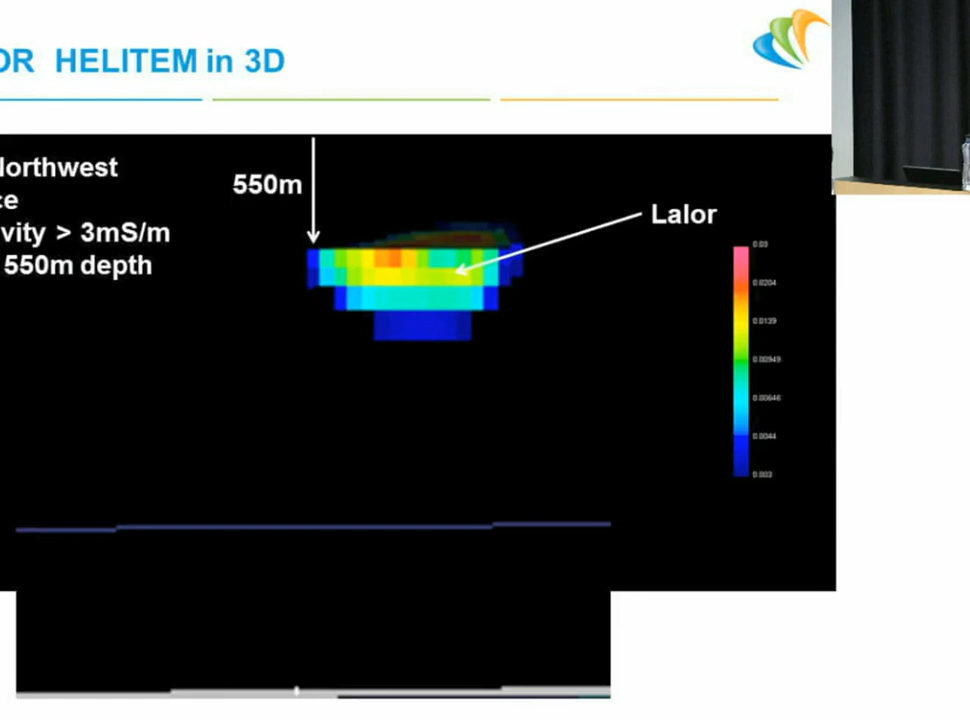 OR HELITEM in 3D
Northwest
ce
vity > 3mS/m
550m depth
550m
Lalor
0.03
0.0204
0.0139
0.00949
0.00646
0.0044
0.003